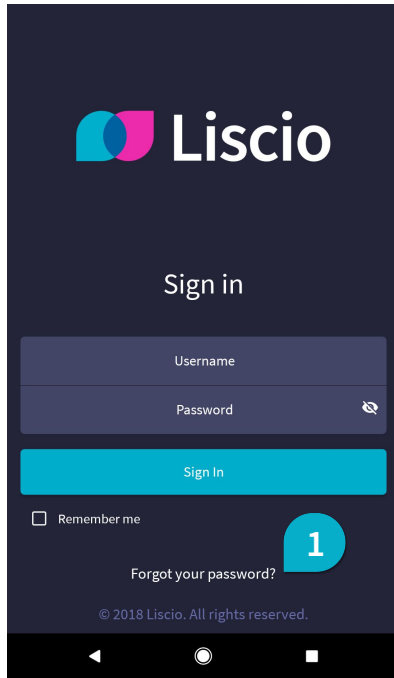 Liscio
Sign in
Username
Password
Sign In
Remember me
1
Forgot your password?
© 2018 Liscio. All rights reserved.